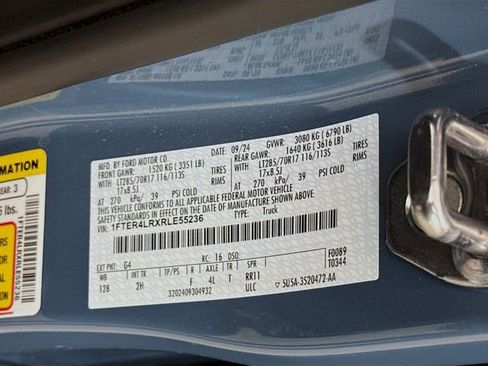 MFD. BY FORD MOTOR CO.
09/24 GVWR: 3080 KG ( 6790 LB)
FRONT GAWR: 1520 KG (3351 LB) REAR GAWR: 1640 KG ( 3616 LB)
LT285/70R17 116/113S TIRES LT285/70R17 116/113S TIRES
17x8.5J RIMS 17x8.5J RIMS
AT 270 kPa/ 39 PSI COLD AT 270 kPa/ 39 PSI COLD
THIS VEHICLE CONFORMS TO ALL APPLICABLE FEDERAL MOTOR VEHICLE
SAFETY STANDARDS IN EFFECT ON THE DATE OF MANUFACTURE SHOWN ABOVE.
VIN: 1FTER4LRXRLE55236
TYPE: Truck
EXT PNT: G4 RC: 16 DSO: F0089
WB INT TR TP/PS R AXLE TR SPR T0344
128 2H F 4L T RR11
3202409304932 ULC 5U5A-3520472-AA
FORMATION
REAR: 3
lbs.
1FTER4LRXRLE55236